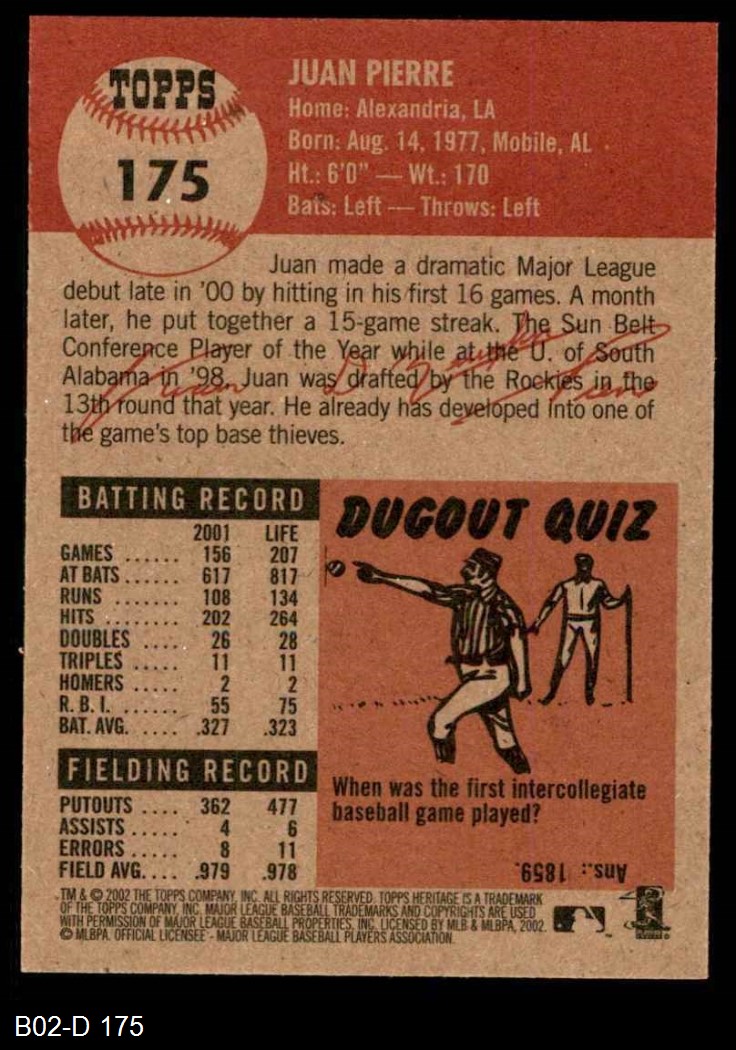 TOPPS
175
JUAN PIERRE
Home: Alexandria, LA
Born: Aug. 14, 1977, Mobile, AL
Ht.: 6'0" — Wt.: 170
Bats: Left — Throws: Left
Juan made a dramatic Major League
debut late in '00 by hitting in his first 16 games. A month
later, he put together a 15-game streak. The Sun Belt
Conference Player of the Year while at the U. of South
Alabama in '98, Juan was drafted by the Rockies in the
13th round that year. He already has developed into one of
the game's top base thieves.
BATTING RECORD
2001 LIFE
GAMES ...... 156 207
AT BATS ...... 617 817
RUNS ....... 108 134
HITS ........ 202 264
DOUBLES ..... 26 28
TRIPLES ..... 11 11
HOMERS ..... 2 2
R. B. I. ...... 55 75
BAT. AVG. .... .327 .323
FIELDING RECORD
PUTOUTS .... 362 477
ASSISTS ..... 4 6
ERRORS ..... 8 11
FIELD AVG.... .979 .978
DUGOUT QUIZ
When was the first intercollegiate
baseball game played?
Ans.: 1859.
TM & © 2002 THE TOPPS COMPANY, INC. ALL RIGHTS RESERVED. TOPPS HERITAGE IS A TRADEMARK
OF THE TOPPS COMPANY, INC. MAJOR LEAGUE BASEBALL TRADEMARKS AND COPYRIGHTS ARE USED
WITH PERMISSION OF MAJOR LEAGUE BASEBALL PROPERTIES, INC. LICENSED BY MLB & MLBPA, 2002.
© MLBPA. OFFICIAL LICENSEE - MAJOR LEAGUE BASEBALL PLAYERS ASSOCIATION.
B02-D 175